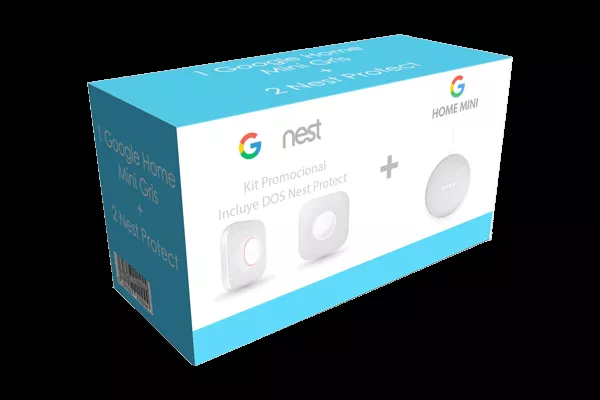 1 Google Home
Mini Gris
+
2 Nest Protect
1 Google Home
Mini Gris
+
2 Nest Protect
G nest
Kit Promocional
Incluye DOS Nest Protect
+
G
HOME MINI